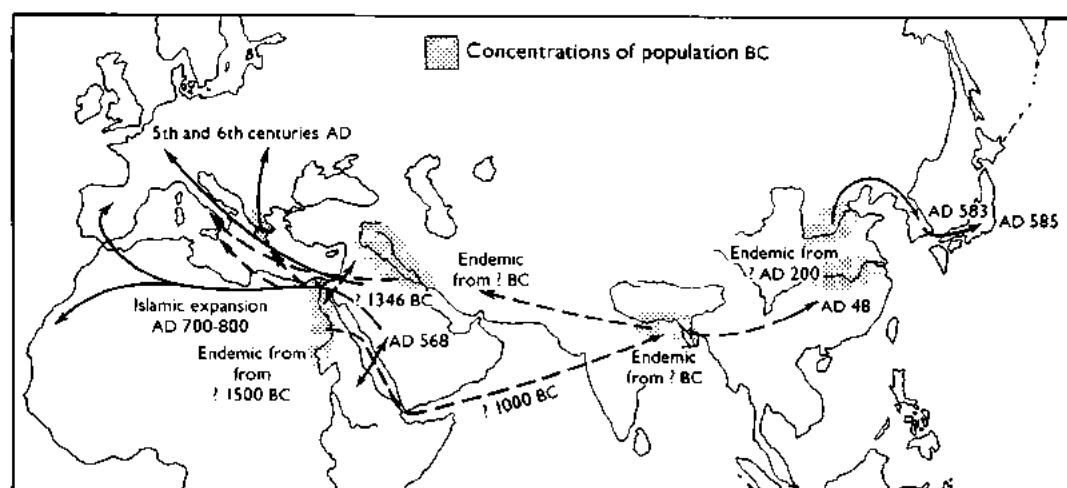 Concentrations of population BC
5th and 6th centuries AD
AD 583
AD 585
Endemic from
? AD 200
Endemic
from ? BC
? 1346 BC
AD 48
Islamic expansion
AD 700-800
AD 568
Endemic from
from
? 1500 BC
Endemic
from ? BC
? 1000 BC